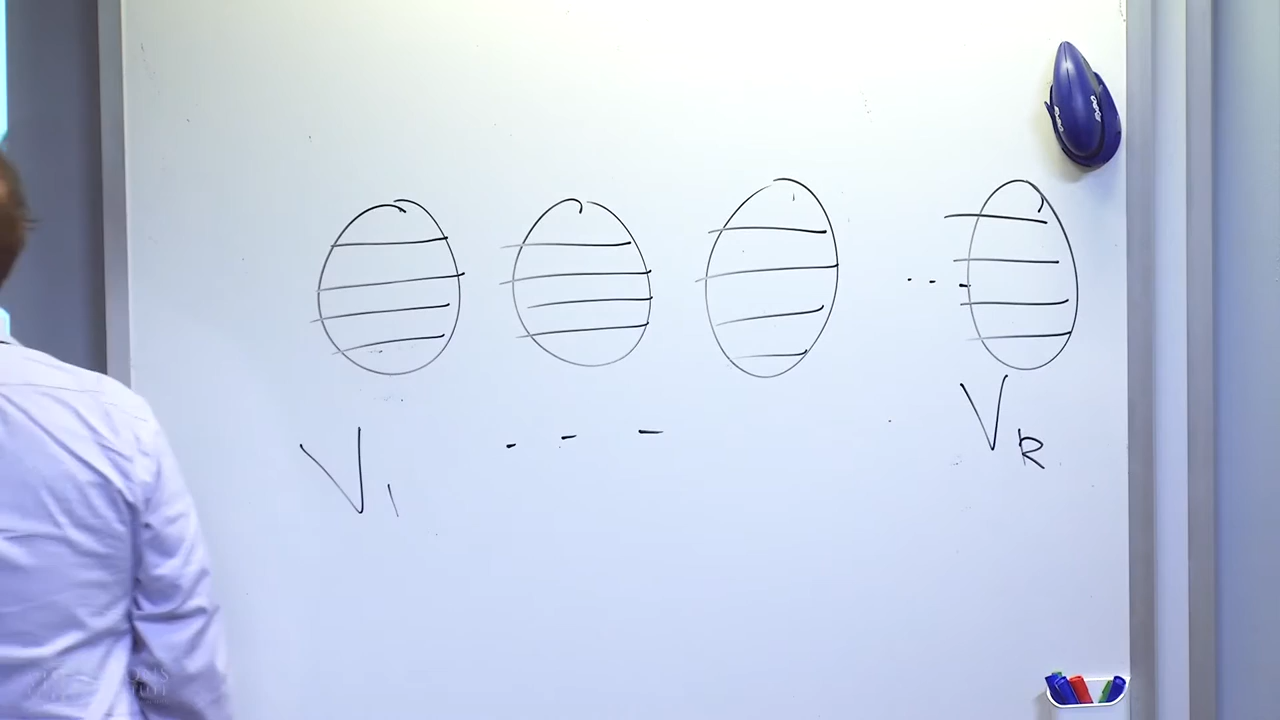 ...
V₁ - - - V_R